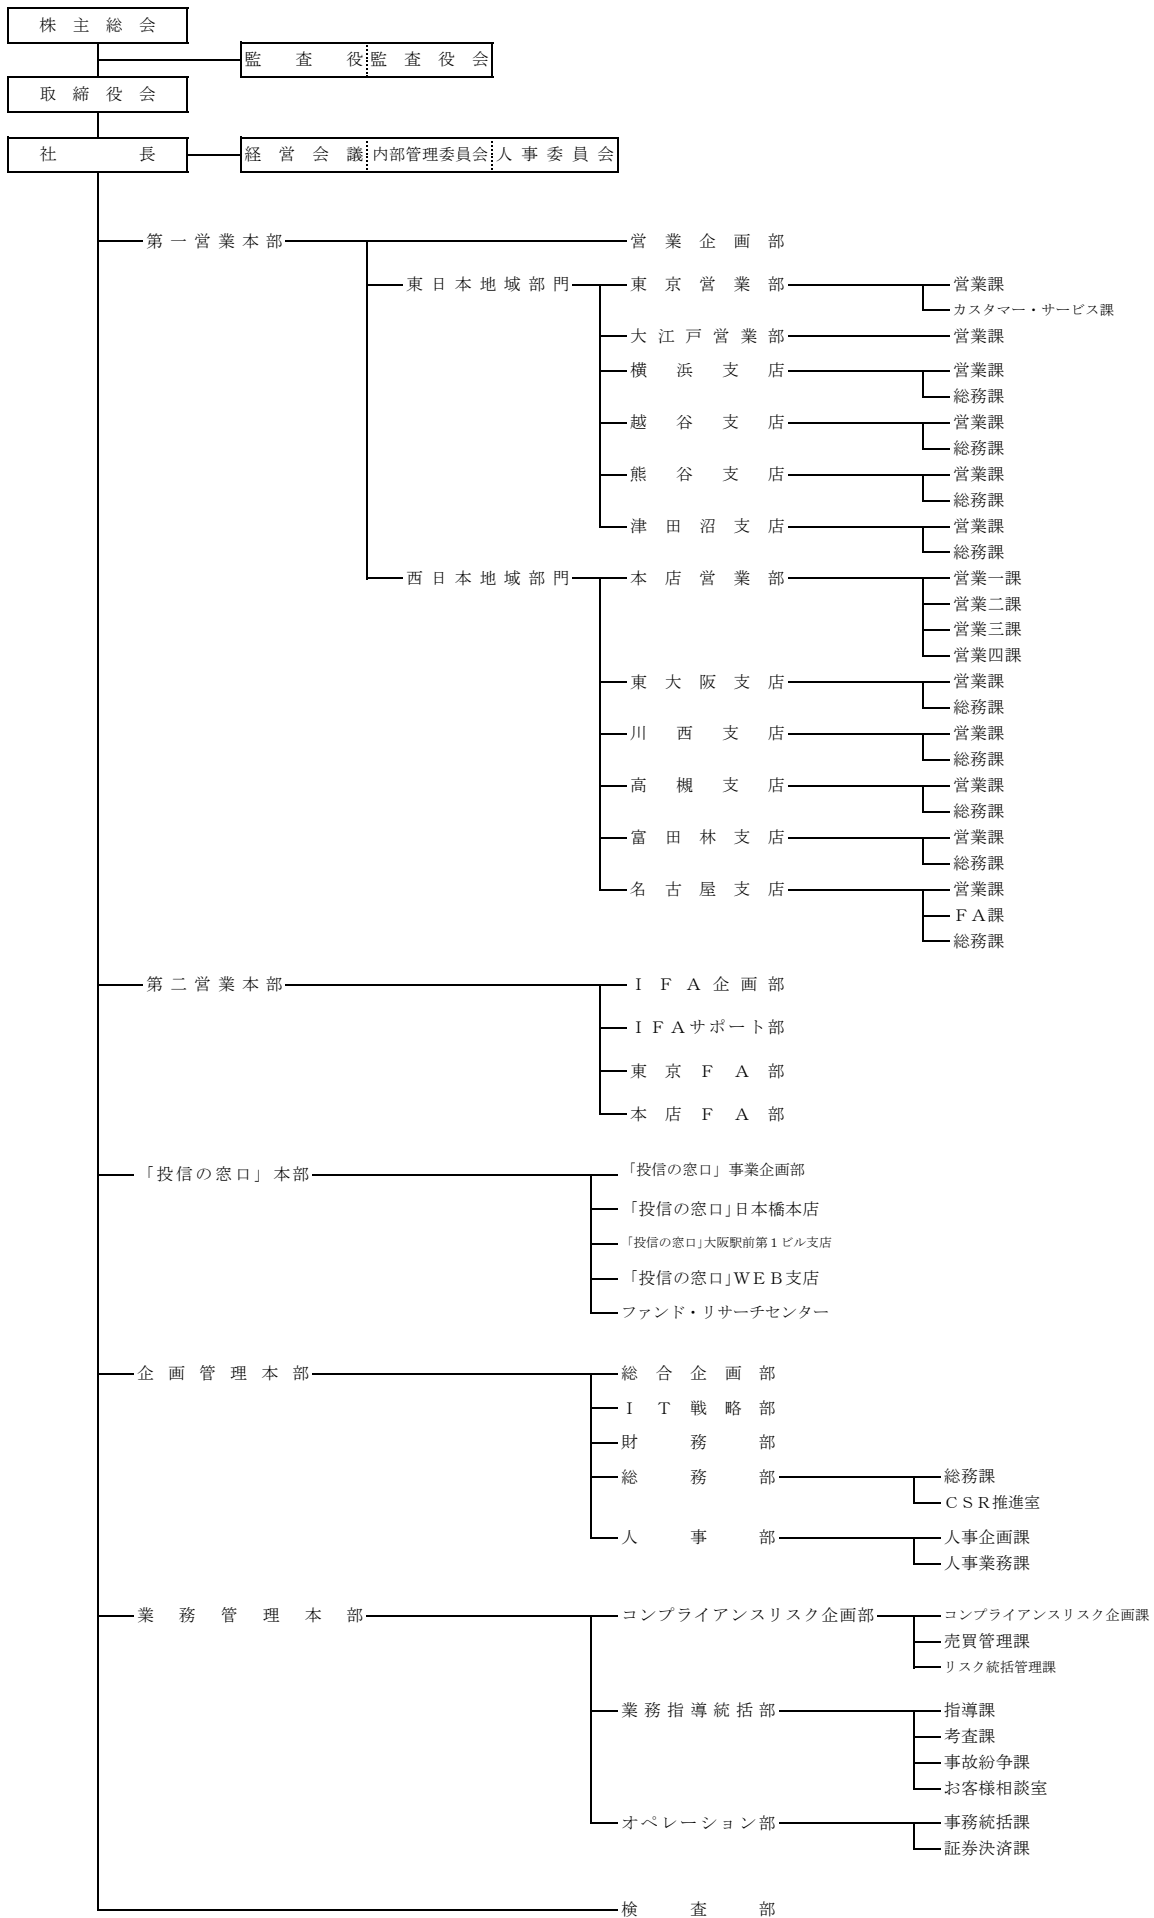 株主総会
監査役 監査役会
取締役会
社長 経営会議 内部管理委員会 人事委員会
第一営業本部 営業企画部
東日本地域部門 東京営業部 営業課
カスタマー・サービス課
大江戸営業部 営業課
横浜支店 営業課
総務課
越谷支店 営業課
総務課
熊谷支店 営業課
総務課
津田沼支店 営業課
総務課
西日本地域部門 本店営業部 営業一課
営業二課
営業三課
営業四課
東大阪支店 営業課
総務課
川西支店 営業課
総務課
高槻支店 営業課
総務課
富田林支店 営業課
総務課
名古屋支店 営業課
ＦＡ課
総務課
第二営業本部 ＩＦＡ企画部
ＩＦＡサポート部
東京ＦＡ部
本店ＦＡ部
「投信の窓口」本部 「投信の窓口」事業企画部
「投信の窓口」日本橋本店
「投信の窓口」大阪駅前第１ビル支店
「投信の窓口」ＷＥＢ支店
ファンド・リサーチセンター
企画管理本部 総合企画部
ＩＴ戦略部
財務部
総務部 総務課
ＣＳＲ推進室
人事部 人事企画課
人事業務課
業務管理本部 コンプライアンスリスク企画部 コンプライアンスリスク企画課
売買管理課
リスク統括管理課
業務指導統括部 指導課
考査課
事故紛争課
お客様相談室
オペレーション部 事務統括課
証券決済課
検査部